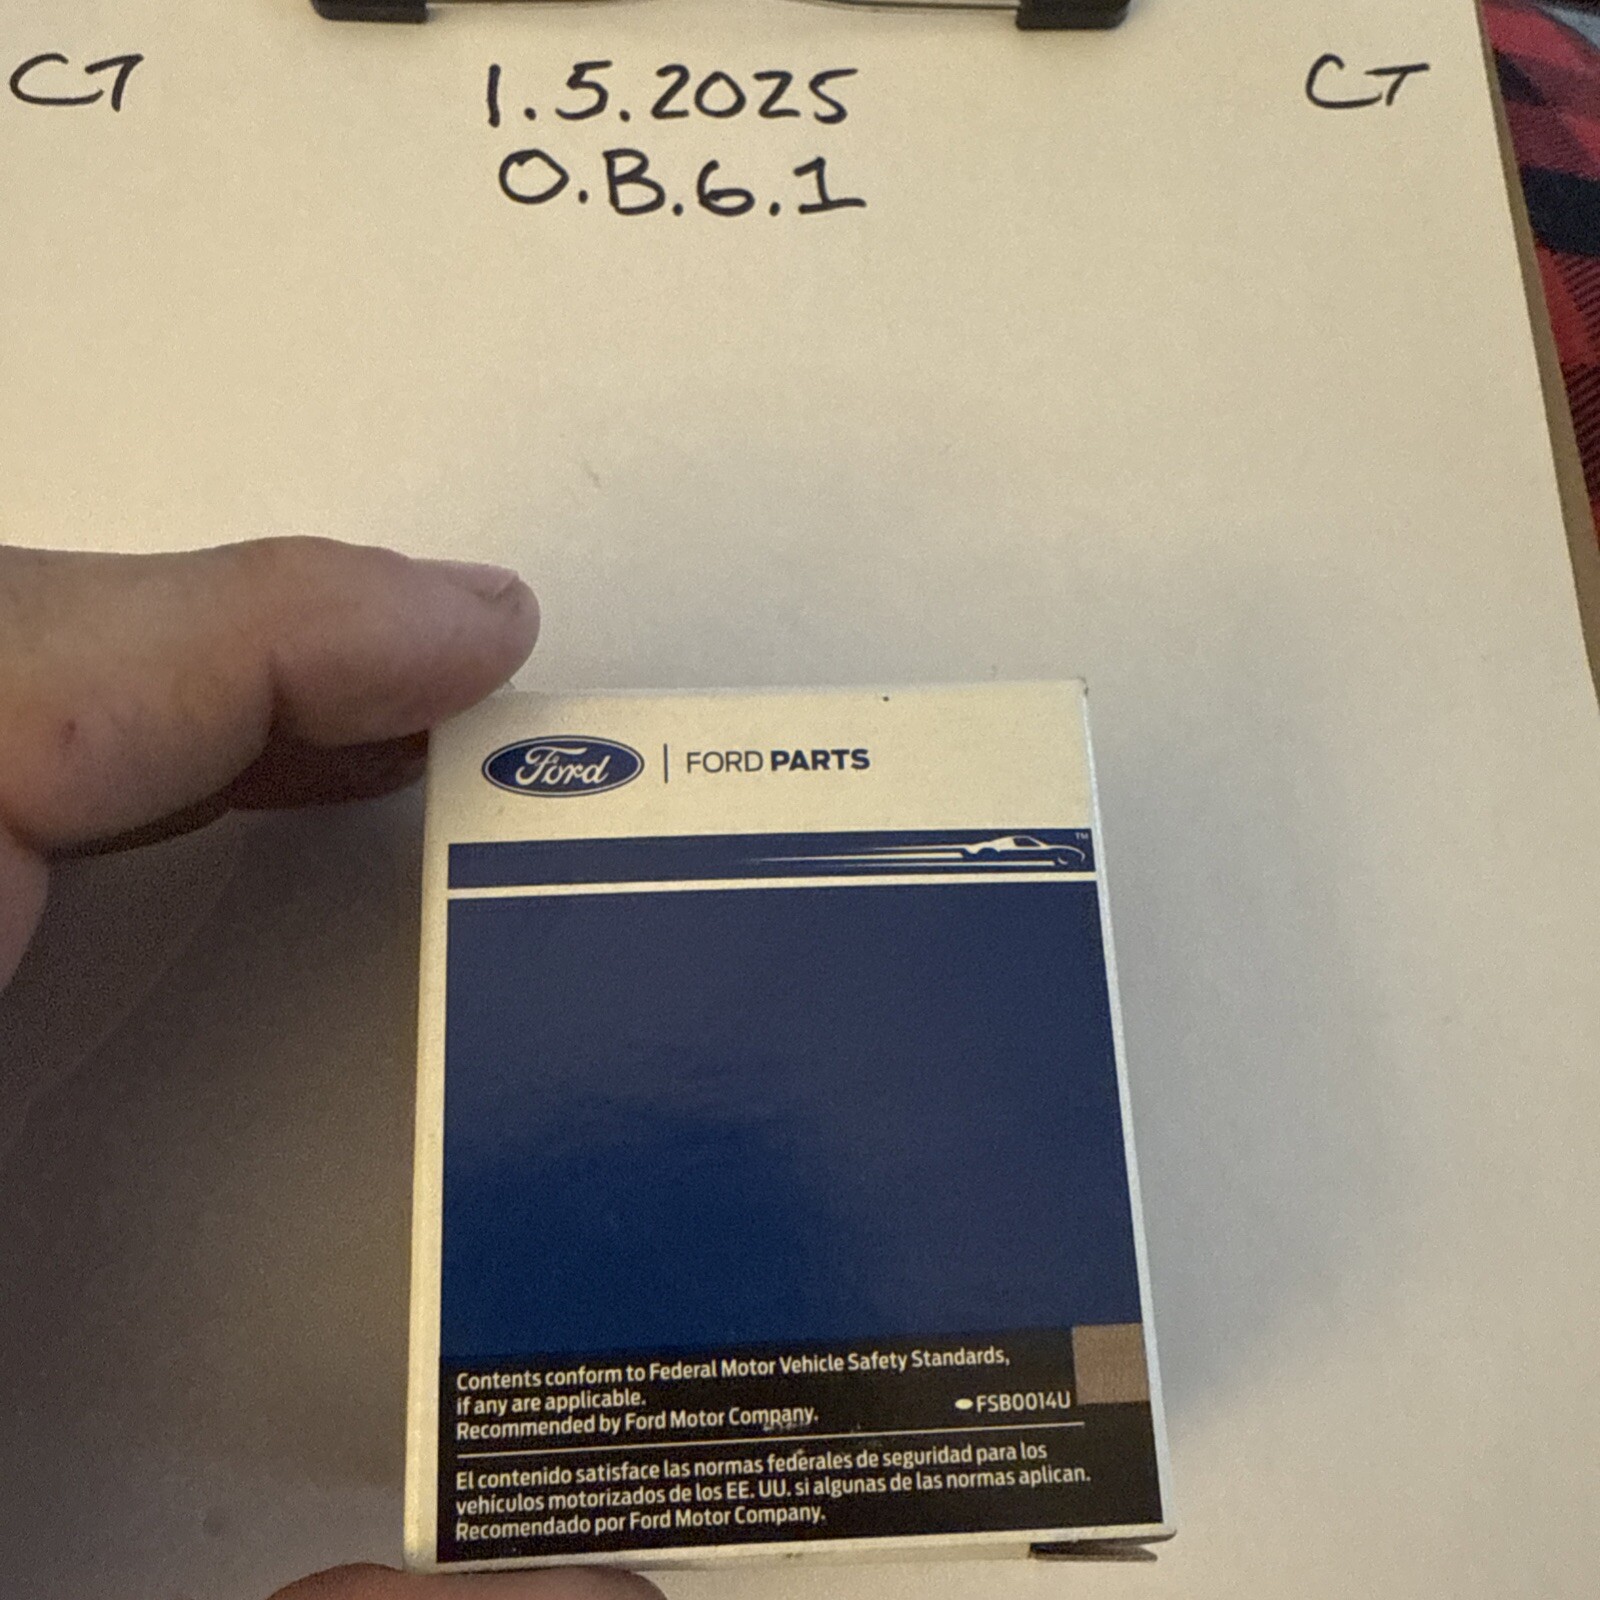 CT 1.5.2025 CT
O.B.6.1
Ford | FORD PARTS
TM
Contents conform to Federal Motor Vehicle Safety Standards,
if any are applicable.
Recommended by Ford Motor Company.
FSB0014U
El contenido satisface las normas federales de seguridad para los
vehículos motorizados de los EE. UU. si algunas de las normas aplican.
Recomendado por Ford Motor Company.